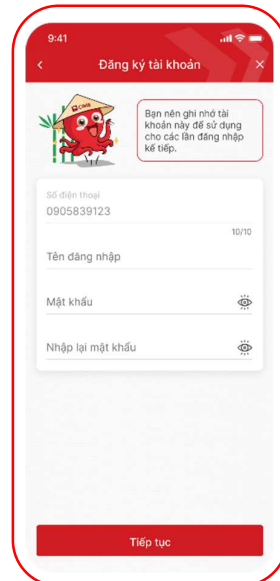 9:41
Đăng ký tài khoản
CIMB
Bạn nên ghi nhớ tài
khoản này để sử dụng
cho các lần đăng nhập
kế tiếp.
Số điện thoại
0905839123
10/10
Tên đăng nhập
Mật khẩu
Nhập lại mật khẩu
Tiếp tục